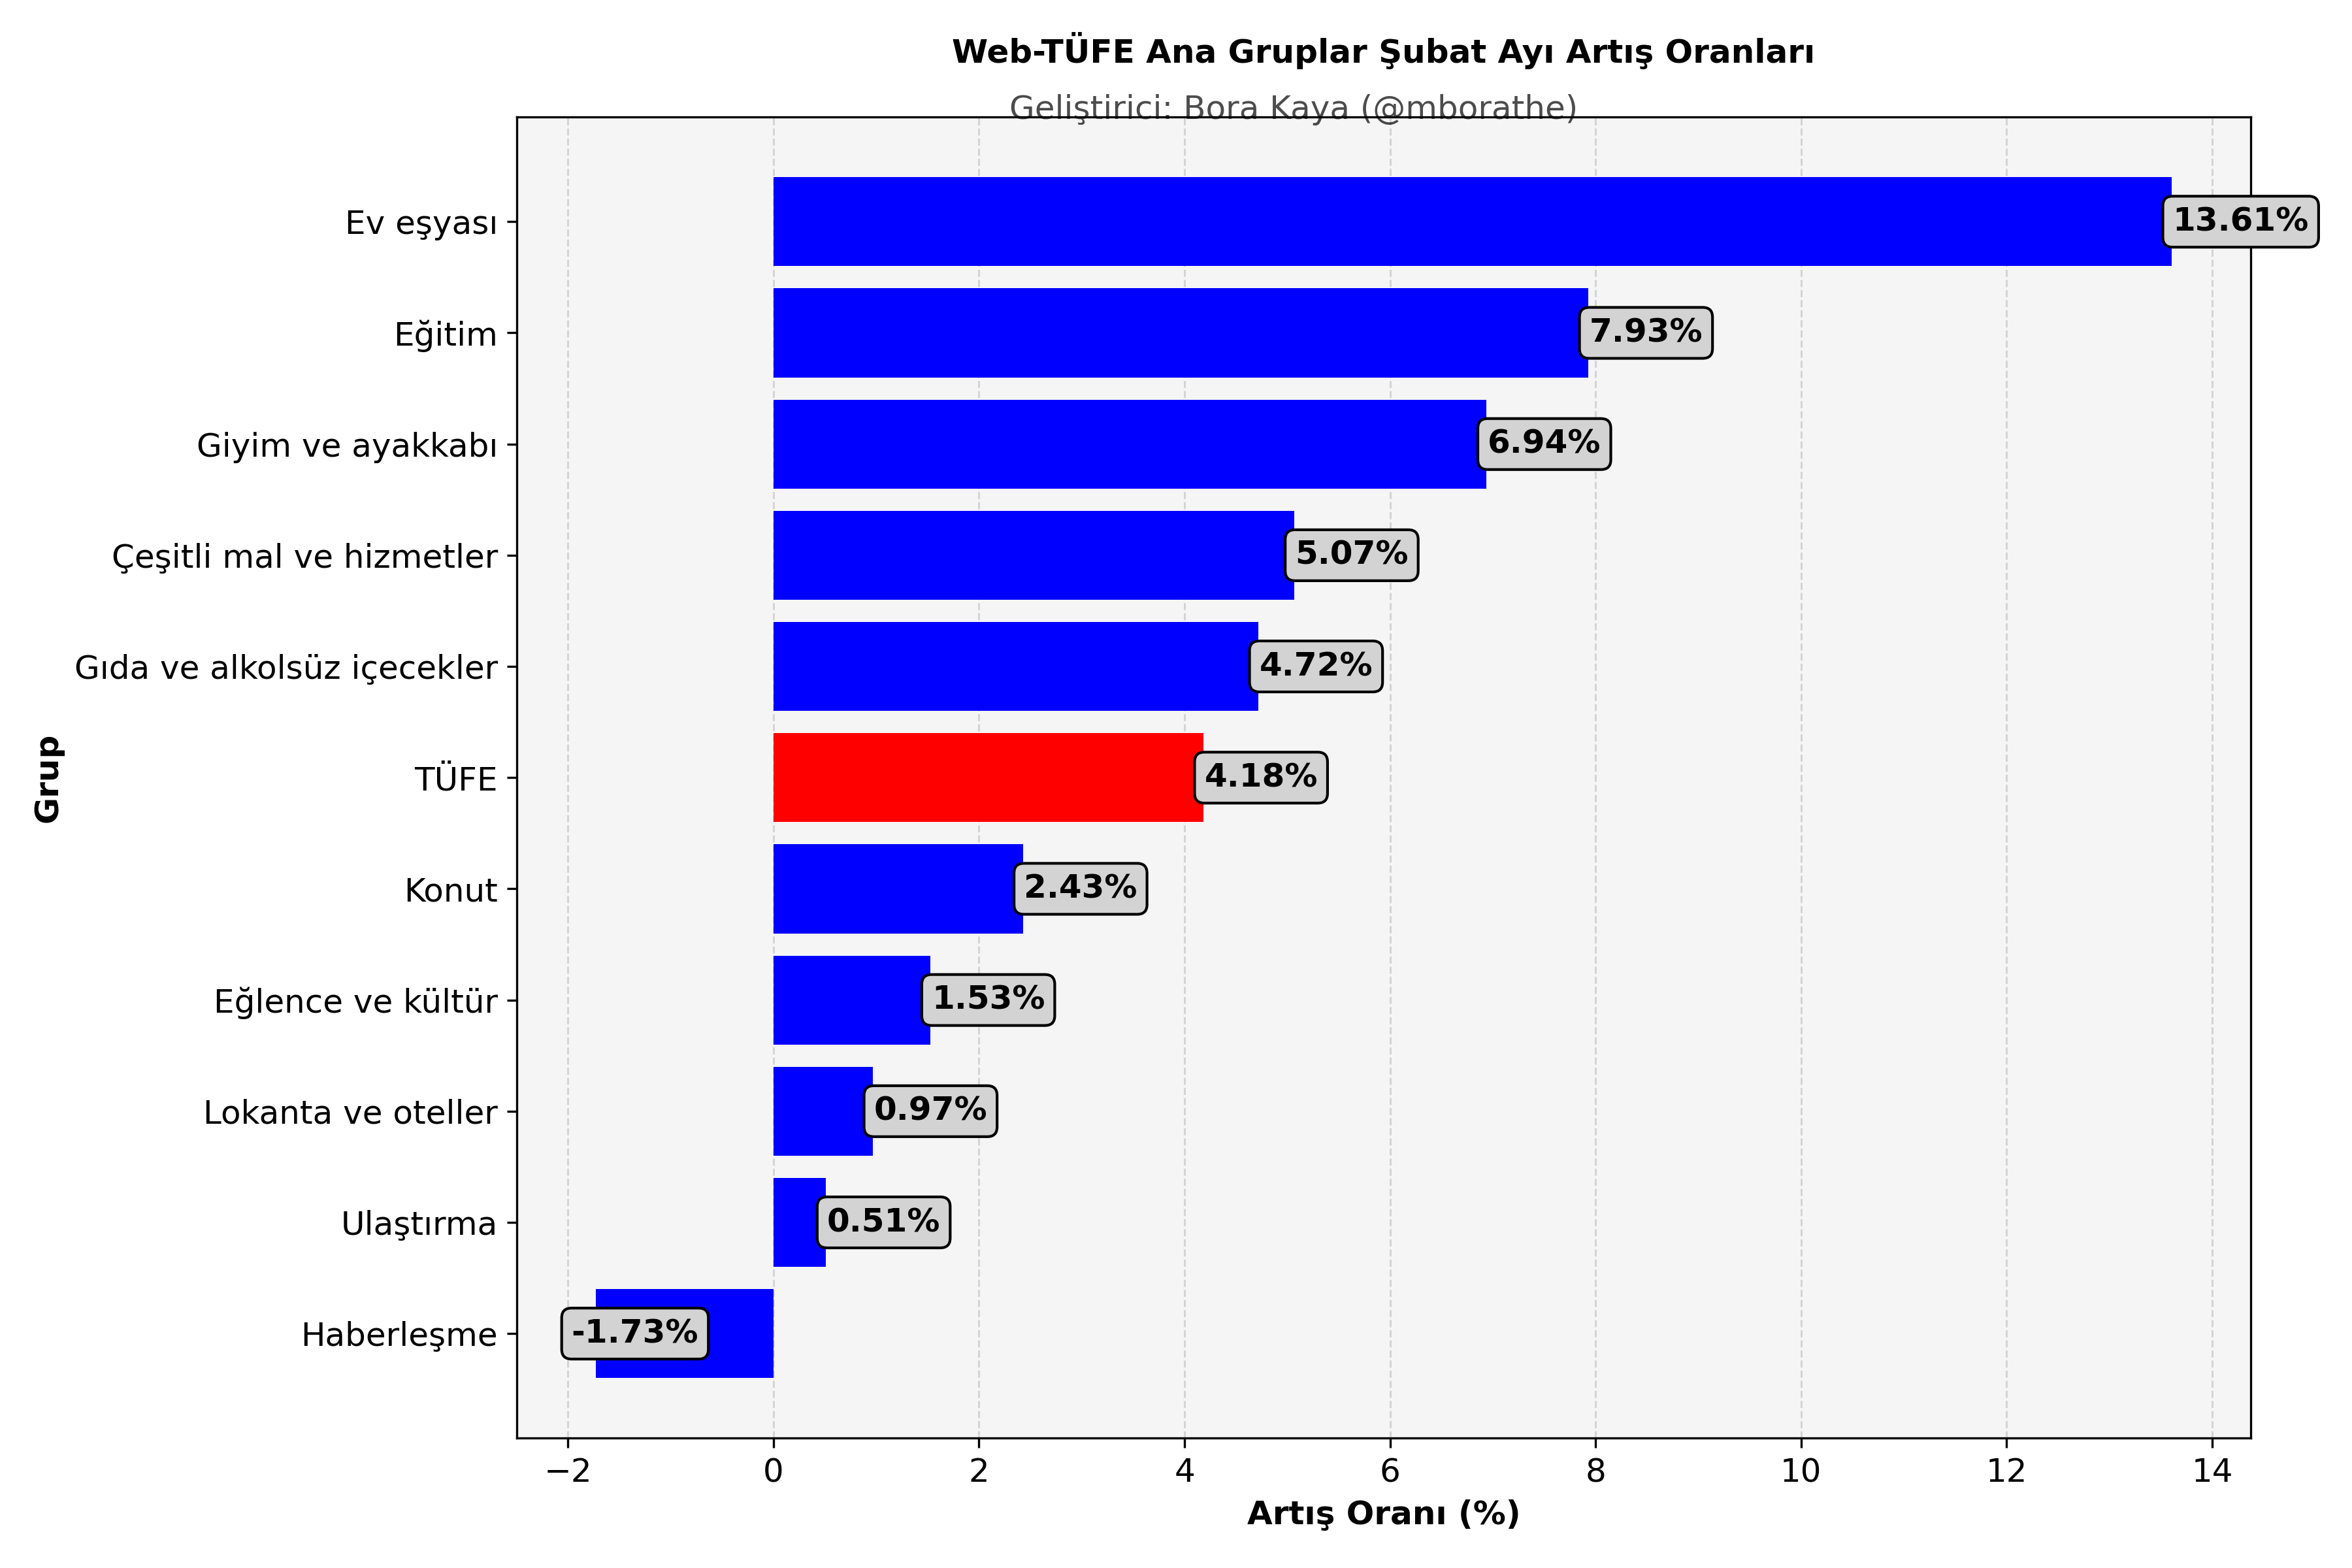 Web-TÜFE Ana Gruplar Şubat Ayı Artış Oranları
Geliştirici: Bora Kaya (@mborathe)
Ev eşyası 13.61%
Eğitim 7.93%
Giyim ve ayakkabı 6.94%
Çeşitli mal ve hizmetler 5.07%
Gıda ve alkolsüz içecekler 4.72%
TÜFE 4.18%
Konut 2.43%
Eğlence ve kültür 1.53%
Lokanta ve oteller 0.97%
Ulaştırma 0.51%
Haberleşme -1.73%
Grup
−2 0 2 4 6 8 10 12 14
Artış Oranı (%)